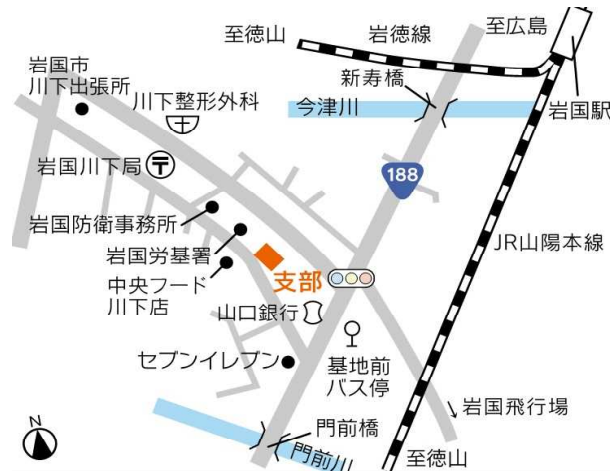 至徳山
岩徳線
至広島
岩国市
川下出張所
川下整形外科
新寿橋
今津川
岩国駅
岩国川下局
188
岩国防衛事務所
岩国労基署
JR山陽本線
中央フード
川下店
支部
山口銀行
セブンイレブン
基地前
バス停
岩国飛行場
門前橋
門前川
至徳山
N